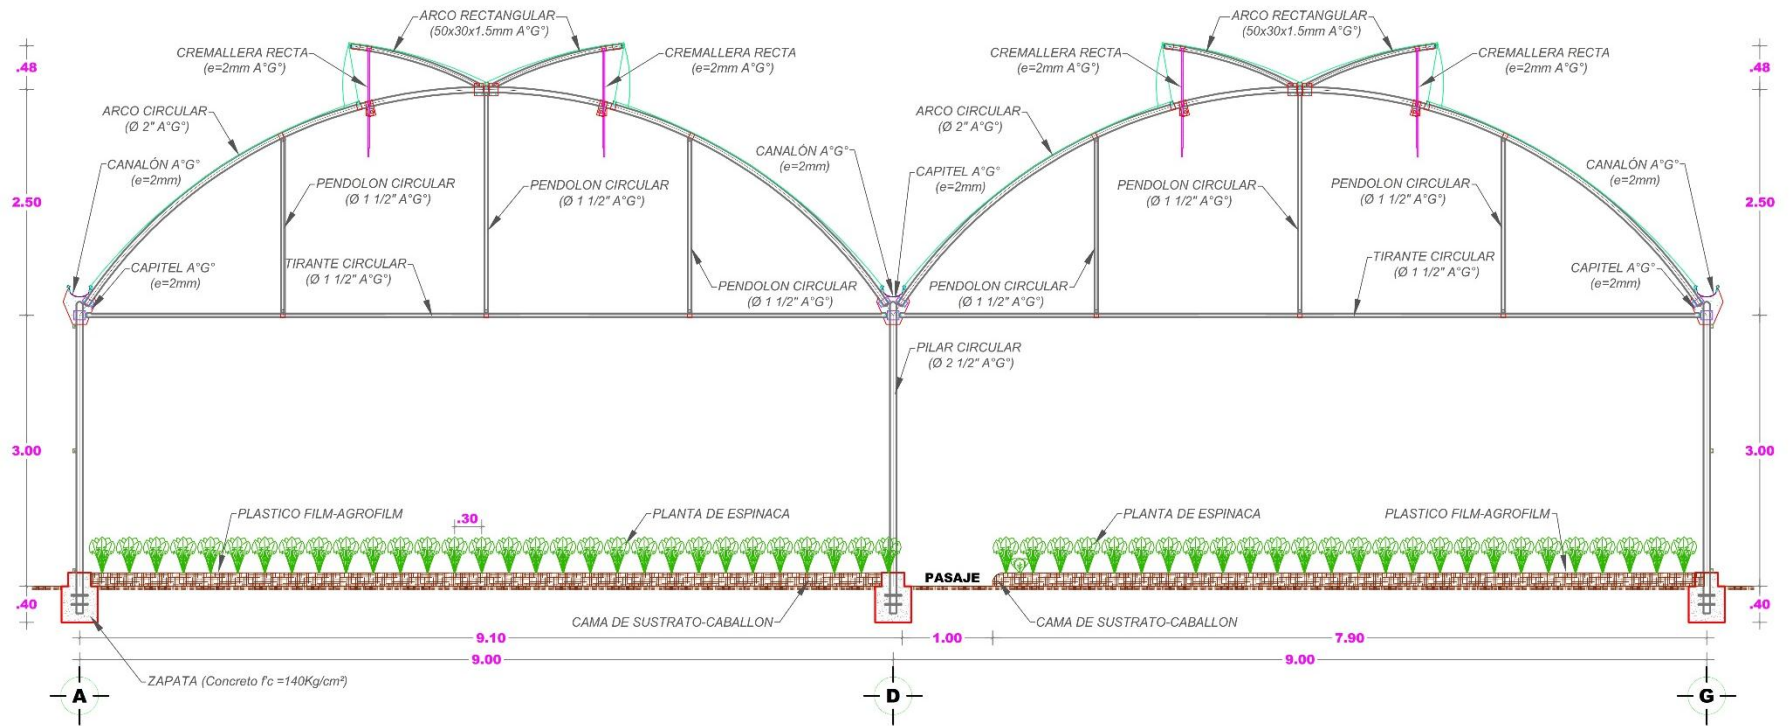 ARCO RECTANGULAR
(50x30x1.5mm A°G°)
ARCO RECTANGULAR
(50x30x1.5mm A°G°)
CREMALLERA RECTA
(e=2mm A°G°)
CREMALLERA RECTA
(e=2mm A°G°)
CREMALLERA RECTA
(e=2mm A°G°)
CREMALLERA RECTA
(e=2mm A°G°)
.48
.48
ARCO CIRCULAR
(Ø 2" A°G°)
ARCO CIRCULAR
(Ø 2" A°G°)
CANALÓN A°G°
(e=2mm)
CANALÓN A°G°
(e=2mm)
CAPITEL A°G°
(e=2mm)
CANALÓN A°G°
(e=2mm)
PENDOLON CIRCULAR
(Ø 1 1/2" A°G°)
PENDOLON CIRCULAR
(Ø 1 1/2" A°G°)
PENDOLON CIRCULAR
(Ø 1 1/2" A°G°)
PENDOLON CIRCULAR
(Ø 1 1/2" A°G°)
2.50
2.50
CAPITEL A°G°
(e=2mm)
TIRANTE CIRCULAR
(Ø 1 1/2" A°G°)
PENDOLON CIRCULAR
(Ø 1 1/2" A°G°)
PENDOLON CIRCULAR
(Ø 1 1/2" A°G°)
TIRANTE CIRCULAR
(Ø 1 1/2" A°G°)
CAPITEL A°G°
(e=2mm)
PILAR CIRCULAR
(Ø 2 1/2" A°G°)
3.00
3.00
PLASTICO FILM-AGROFILM
.30
PLANTA DE ESPINACA
PLANTA DE ESPINACA
PLASTICO FILM-AGROFILM
PASAJE
.40
.40
CAMA DE SUSTRATO-CABALLON
CAMA DE SUSTRATO-CABALLON
9.10
1.00
7.90
9.00
9.00
ZAPATA (Concreto f'c =140Kg/cm²)
A
D
G